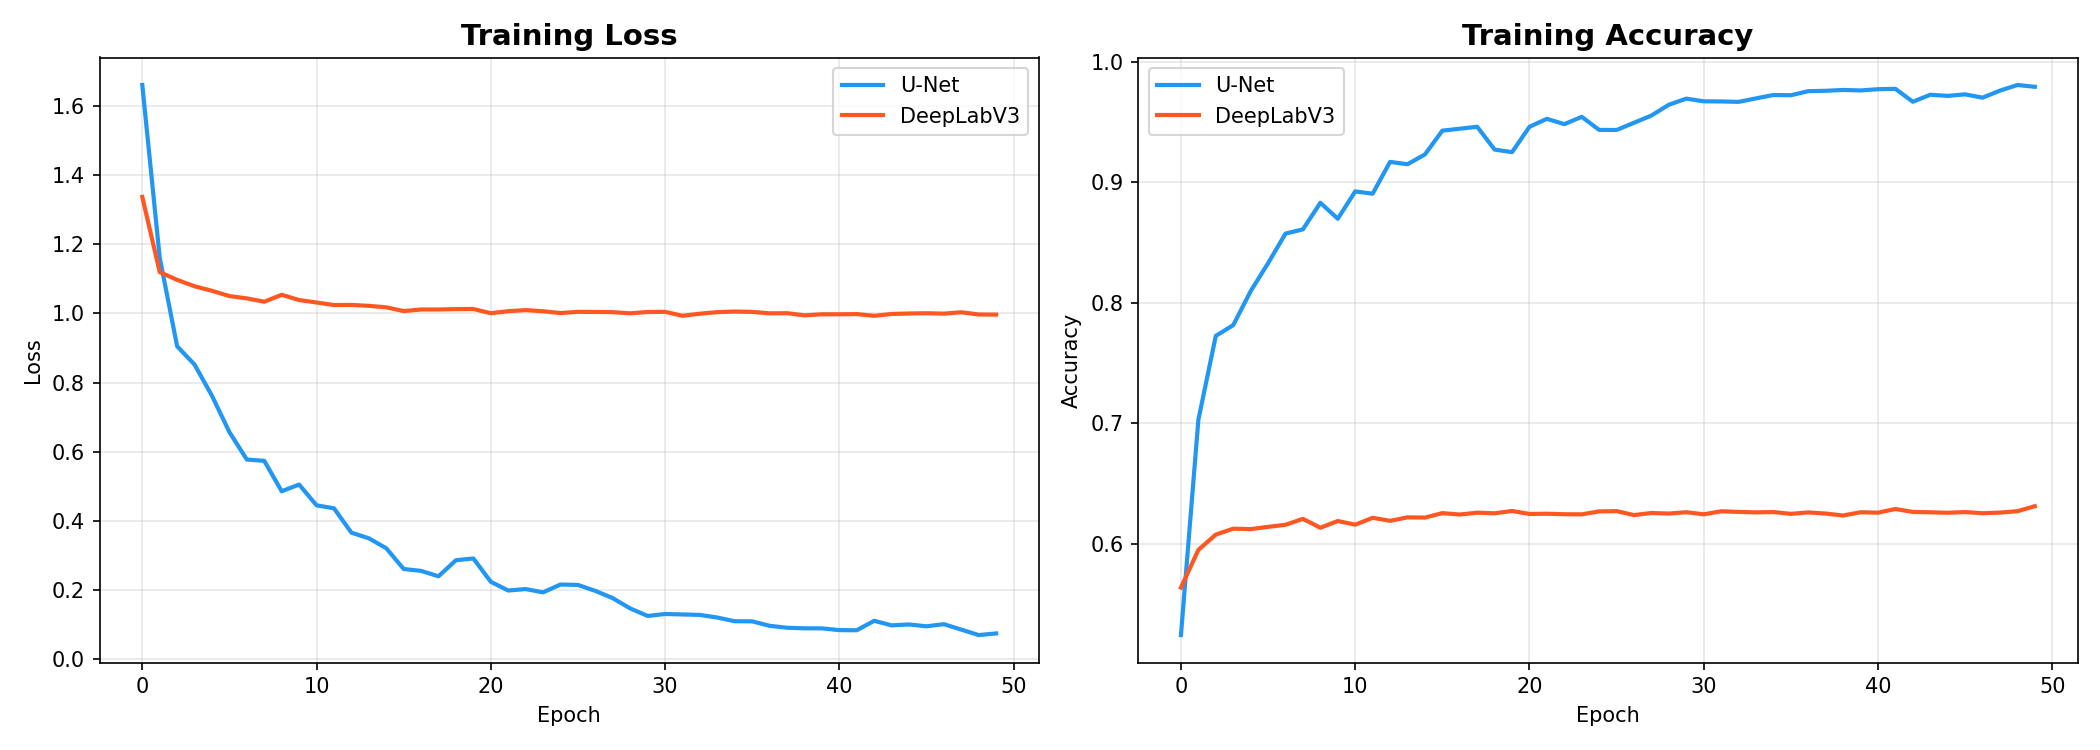 Training Loss
U-Net
DeepLabV3
1.6
1.4
1.2
1.0
0.8
0.6
0.4
0.2
0.0
Loss
0 10 20 30 40 50
Epoch
Training Accuracy
U-Net
DeepLabV3
1.0
0.9
0.8
0.7
0.6
Accuracy
0 10 20 30 40 50
Epoch